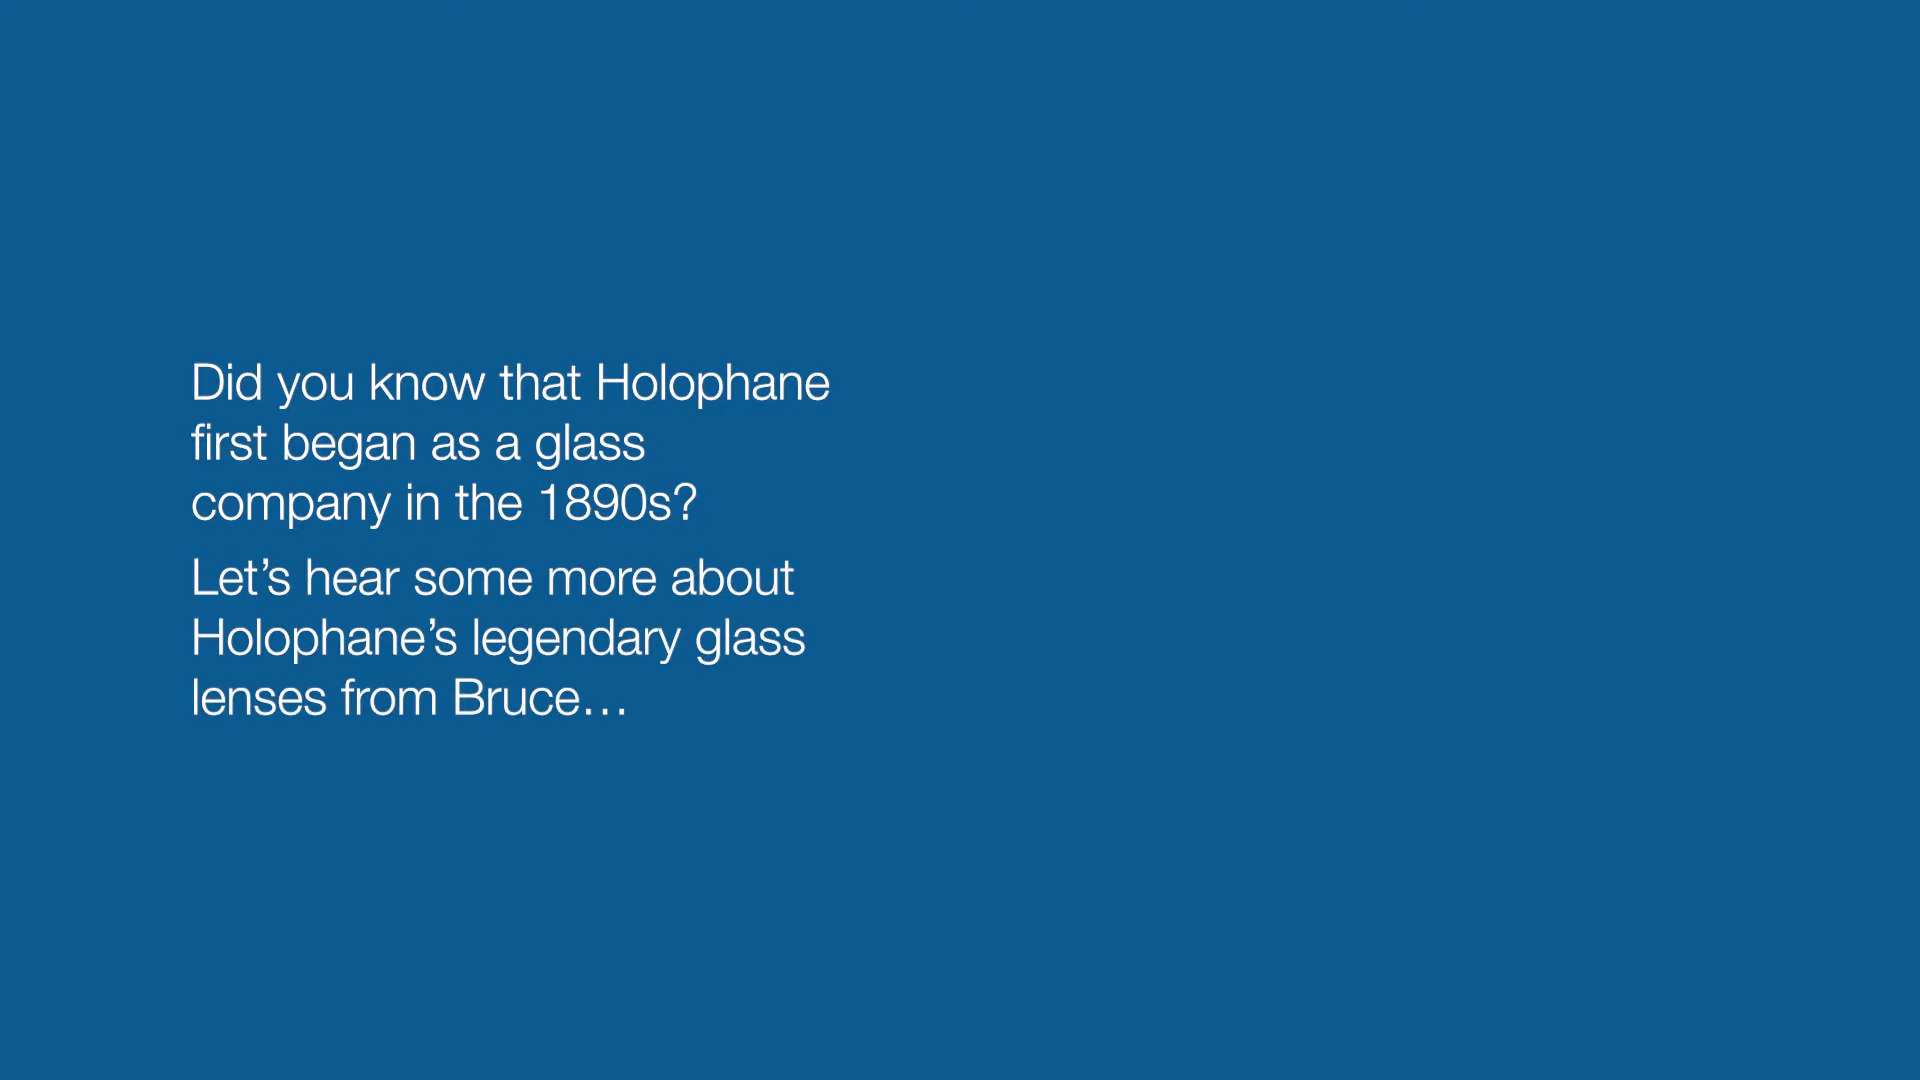 Did you know that Holophane
first began as a glass
company in the 1890s?
Let’s hear some more about
Holophane’s legendary glass
lenses from Bruce…